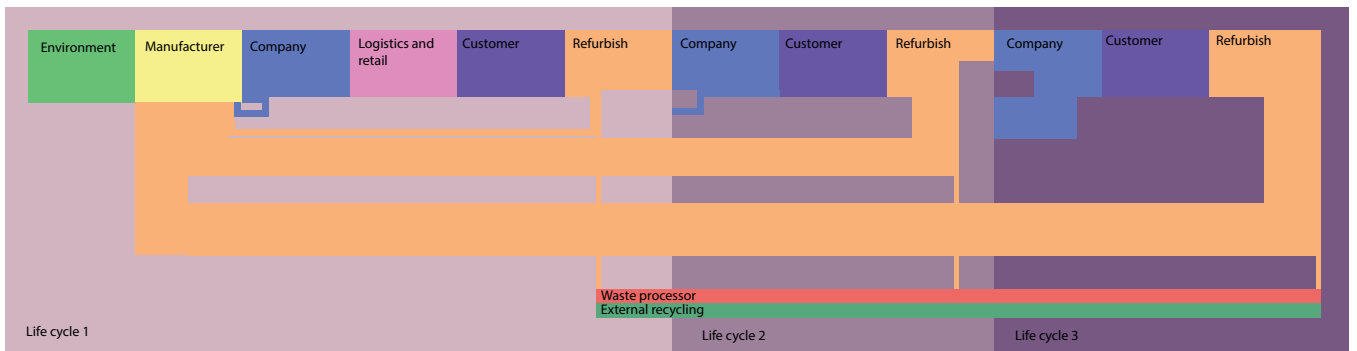 Environment
Manufacturer
Company
Logistics and
retail
Customer
Refurbish
Company
Customer
Refurbish
Company
Customer
Refurbish
Waste processor
External recycling
Life cycle 1
Life cycle 2
Life cycle 3